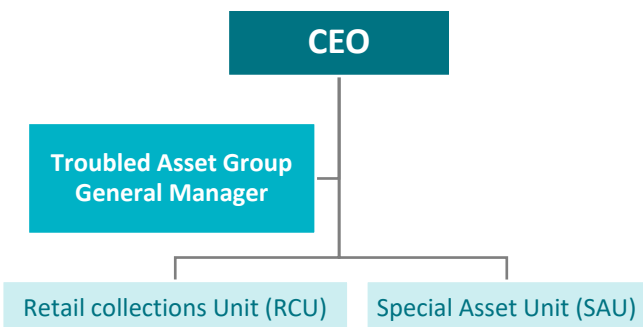 CEO
Troubled Asset Group
General Manager
Retail collections Unit (RCU)
Special Asset Unit (SAU)